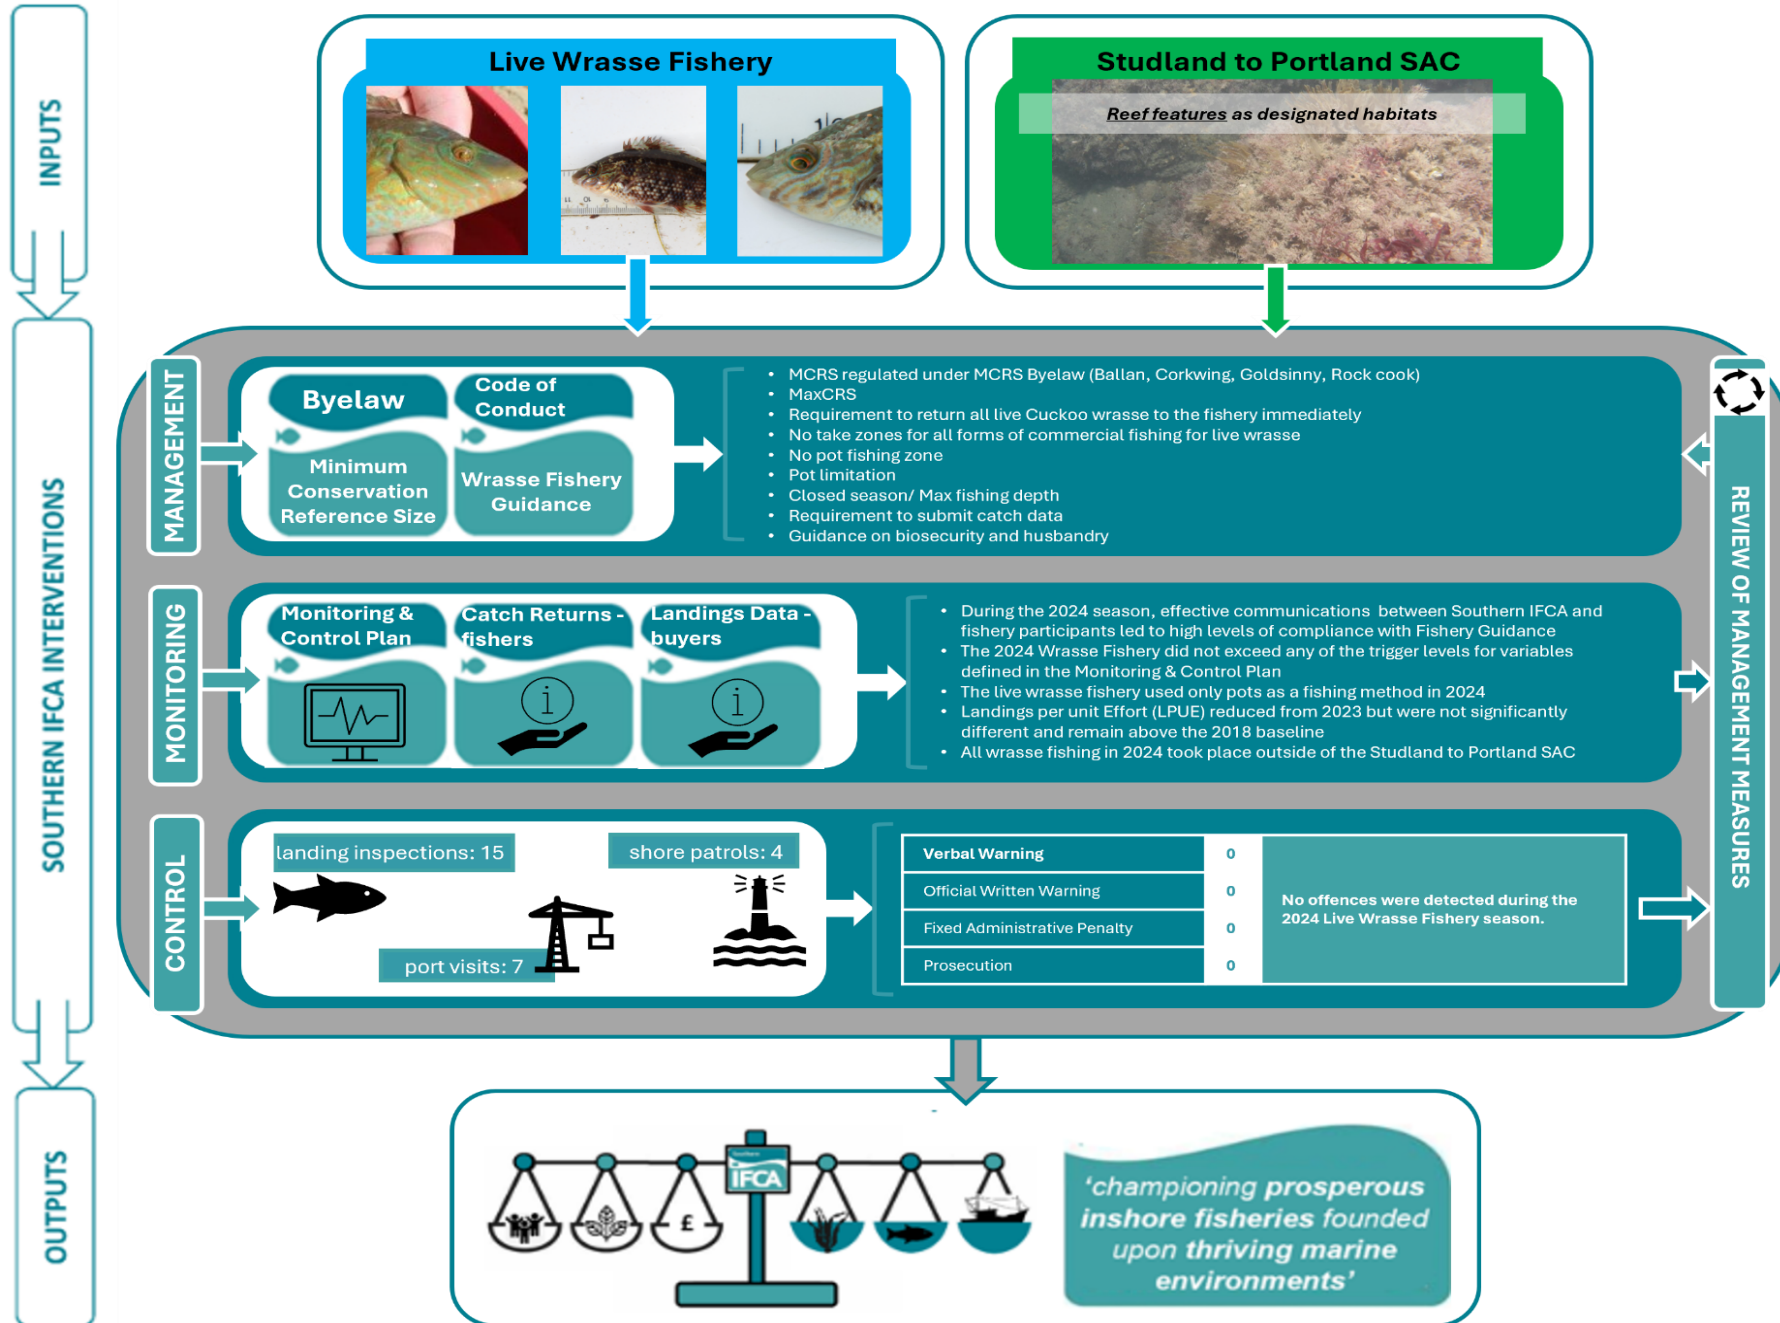 INPUTS
SOUTHERN IFCA INTERVENTIONS
OUTPUTS
Live Wrasse Fishery
Studland to Portland SAC
Reef features as designated habitats
MANAGEMENT
Byelaw
Minimum
Conservation
Reference Size
Code of
Conduct
Wrasse Fishery
Guidance
• MCRS regulated under MCRS Byelaw (Ballan, Corkwing, Goldsinny, Rock cook)
• MaxCRS
• Requirement to return all live Cuckoo wrasse to the fishery immediately
• No take zones for all forms of commercial fishing for live wrasse
• No pot fishing zone
• Pot limitation
• Closed season/ Max fishing depth
• Requirement to submit catch data
• Guidance on biosecurity and husbandry
REVIEW OF MANAGEMENT MEASURES
MONITORING
Monitoring &
Control Plan
Catch Returns -
fishers
Landings Data -
buyers
i
i
• During the 2024 season, effective communications between Southern IFCA and
fishery participants led to high levels of compliance with Fishery Guidance
• The 2024 Wrasse Fishery did not exceed any of the trigger levels for variables
defined in the Monitoring & Control Plan
• The live wrasse fishery used only pots as a fishing method in 2024
• Landings per unit Effort (LPUE) reduced from 2023 but were not significantly
different and remain above the 2018 baseline
• All wrasse fishing in 2024 took place outside of the Studland to Portland SAC
CONTROL
landing inspections: 15
shore patrols: 4
port visits: 7
Verbal Warning 0
Official Written Warning 0
Fixed Administrative Penalty 0
Prosecution 0
No offences were detected during the
2024 Live Wrasse Fishery season.
IFCA
£
‘championing prosperous
inshore fisheries founded
upon thriving marine
environments’